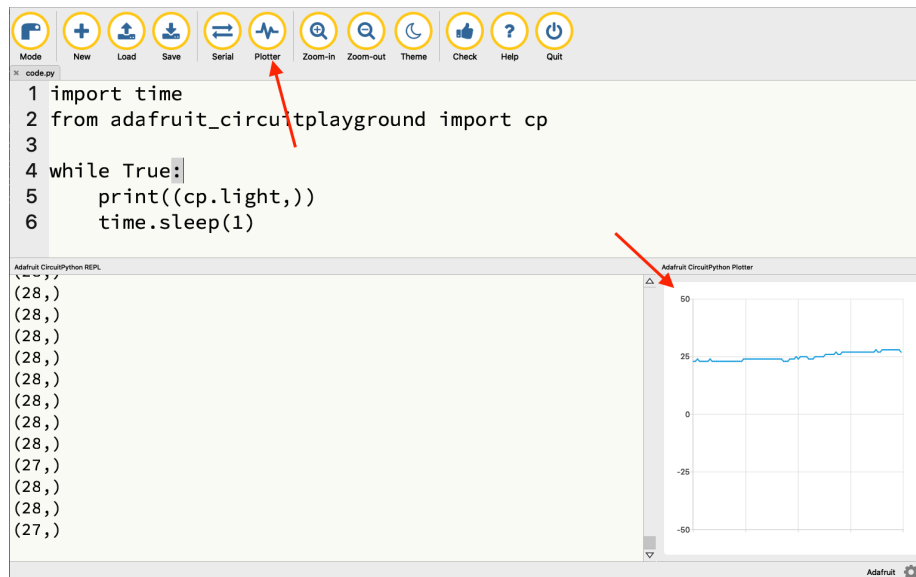 Mode New Load Save Serial Plotter Zoom-in Zoom-out Theme Check ? Help Quit
× code.py
1 import time
2 from adafruit_circuitplayground import cp
3
4 while True:
5     print((cp.light,))
6     time.sleep(1)
Adafruit CircuitPython REPL
(28,)
(28,)
(28,)
(28,)
(28,)
(28,)
(28,)
(28,)
(27,)
(28,)
(28,)
(27,)
Adafruit CircuitPython Plotter
50
25
0
-25
-50
Adafruit